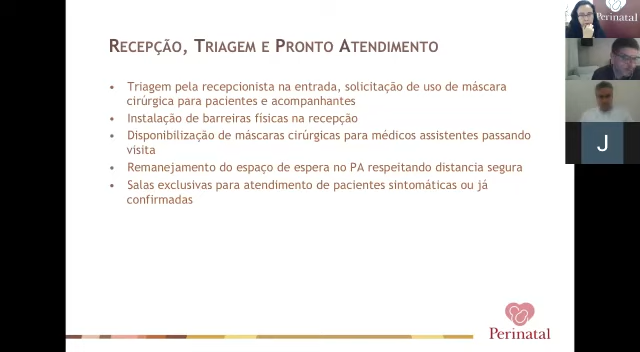 RECEPÇÃO, TRIAGEM E PRONTO ATENDIMENTO
• Triagem pela recepcionista na entrada, solicitação de uso de máscara
cirúrgica para pacientes e acompanhantes
• Instalação de barreiras físicas na recepção
• Disponibilização de máscaras cirúrgicas para médicos assistentes passando
visita
• Remanejamento do espaço de espera no PA respeitando distancia segura
• Salas exclusivas para atendimento de pacientes sintomáticas ou já
confirmadas
Perinatal
J
Perinatal